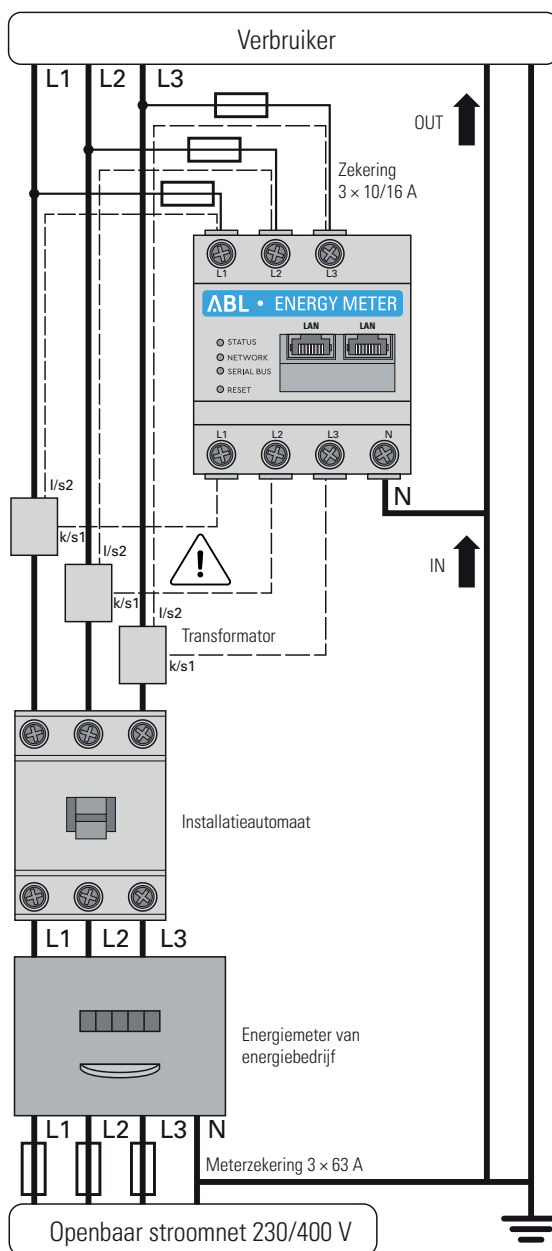 Verbruiker
L1 L2 L3
OUT
Zekering
3 × 10/16 A
L1 L2 L3
ABL • ENERGY METER
LAN LAN
STATUS
NETWORK
SERIAL BUS
RESET
L1 L2 L3 N
l/s2
N
k/s1
l/s2
IN
k/s1
l/s2
Transformator
k/s1
Installatieautomaat
L1 L2 L3
Energiemeter van
energiebedrijf
L1 L2 L3 N
Meterzekering 3 × 63 A
Openbaar stroomnet 230/400 V